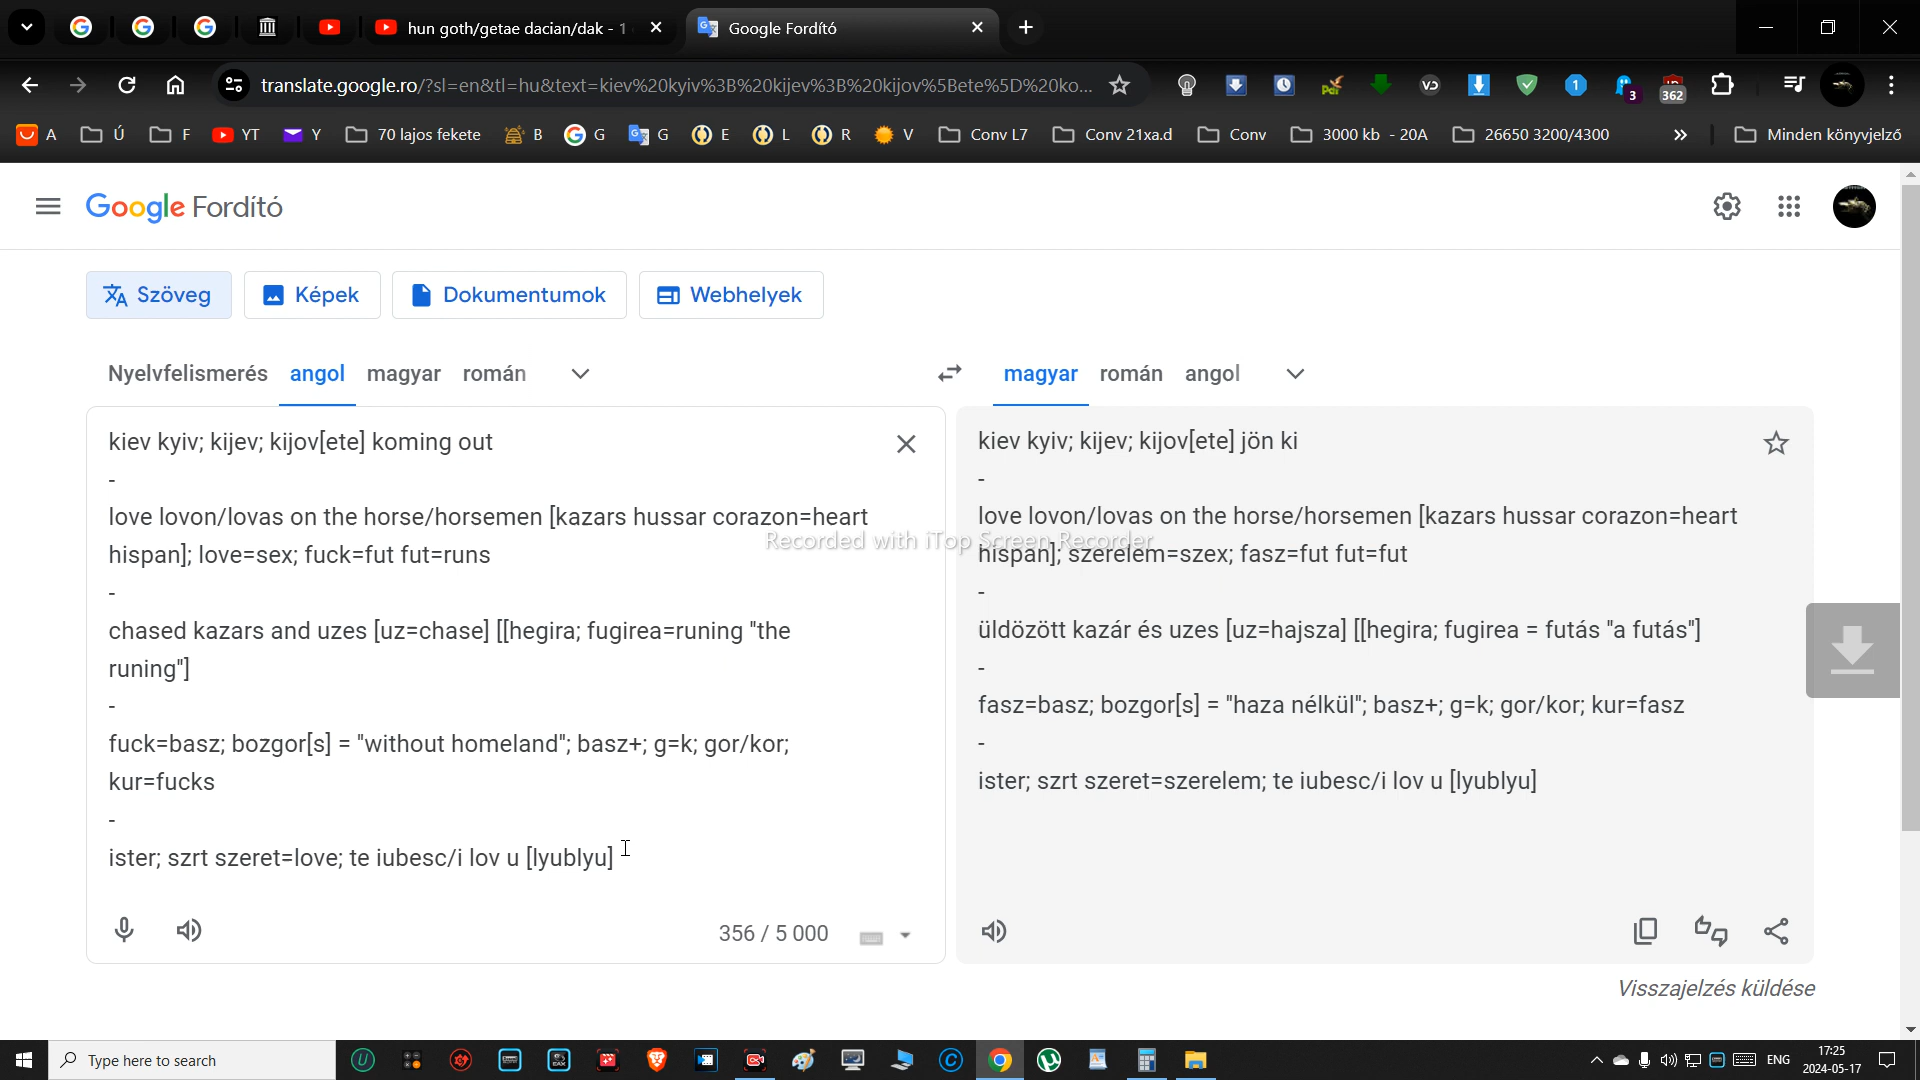 hun goth/getae dacian/dak - 1
Google Fordító
translate.google.ro/?sl=en&tl=hu&text=kiev%20kyiv%3B%20kijev%3B%20kijov%5Bete%5D%20ko...
3
362
A
Ú
F
YT
Y
70 lajos fekete
B
G
G
E
L
R
V
Conv L7
Conv 21xa.d
Conv
3000 kb - 20A
26650 3200/4300
»
Minden könyvjelző
Google Fordító
Szöveg
Képek
Dokumentumok
Webhelyek
Nyelvfelismerés angol magyar román
magyar román angol
kiev kyiv; kijev; kijov[ete] koming out
-
love lovon/lovas on the horse/horsemen [kazars hussar corazon=heart
hispan]; love=sex; fuck=fut fut=runs
-
chased kazars and uzes [uz=chase] [[hegira; fugirea=runing "the
runing"]
-
fuck=basz; bozgor[s] = "without homeland"; basz+; g=k; gor/kor;
kur=fucks
-
ister; szrt szeret=love; te iubesc/i lov u [lyublyu]
356 / 5 000
kiev kyiv; kijev; kijov[ete] jön ki
-
love lovon/lovas on the horse/horsemen [kazars hussar corazon=heart
hispan]; szerelem=szex; fasz=fut fut=fut
-
üldözött kazár és uzes [uz=hajsza] [[hegira; fugirea = futás "a futás"]
-
fasz=basz; bozgor[s] = "haza nélkül"; basz+; g=k; gor/kor; kur=fasz
-
ister; szrt szeret=szerelem; te iubesc/i lov u [lyublyu]
Recorded with iTop Screen Recorder
Visszajelzés küldése
Type here to search
ENG
17:25
2024-05-17